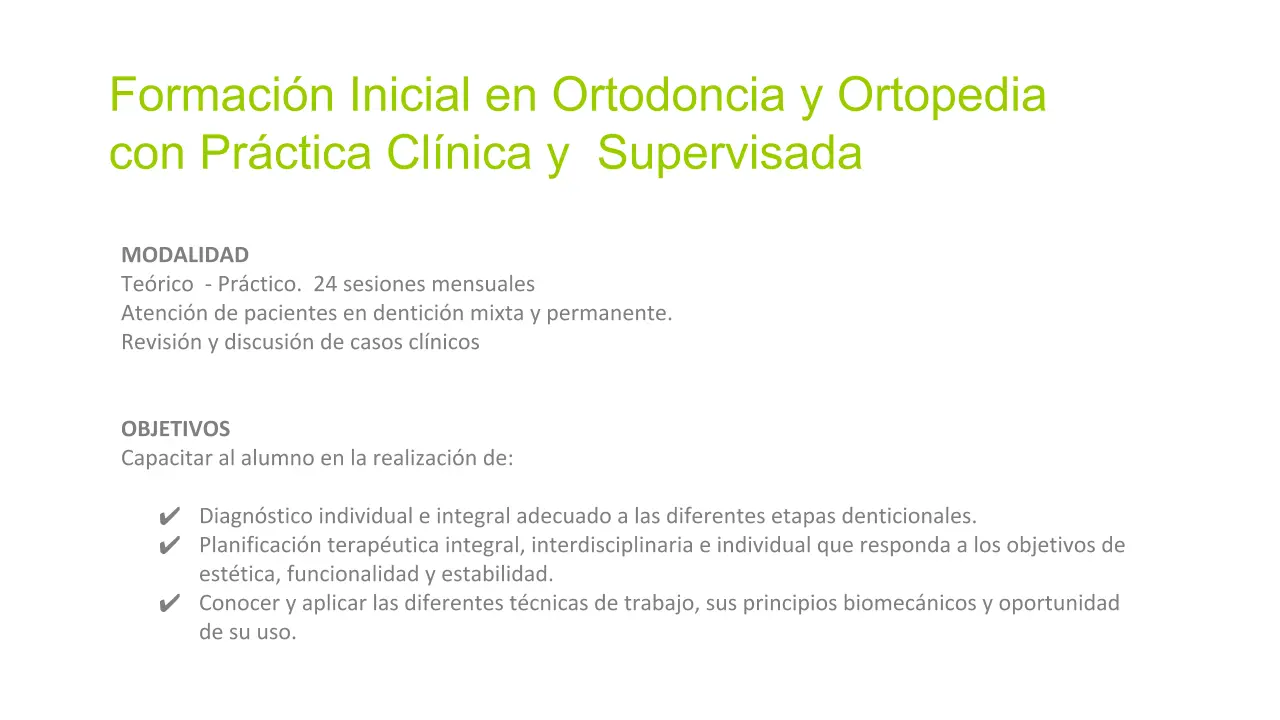 Formación Inicial en Ortodoncia y Ortopedia
con Práctica Clínica y  Supervisada
MODALIDAD
Teórico  - Práctico.  24 sesiones mensuales
Atención de pacientes en dentición mixta y permanente.
Revisión y discusión de casos clínicos
OBJETIVOS
Capacitar al alumno en la realización de:
✔ Diagnóstico individual e integral adecuado a las diferentes etapas denticionales.
✔ Planificación terapéutica integral, interdisciplinaria e individual que responda a los objetivos de
estética, funcionalidad y estabilidad.
✔ Conocer y aplicar las diferentes técnicas de trabajo, sus principios biomecánicos y oportunidad
de su uso.